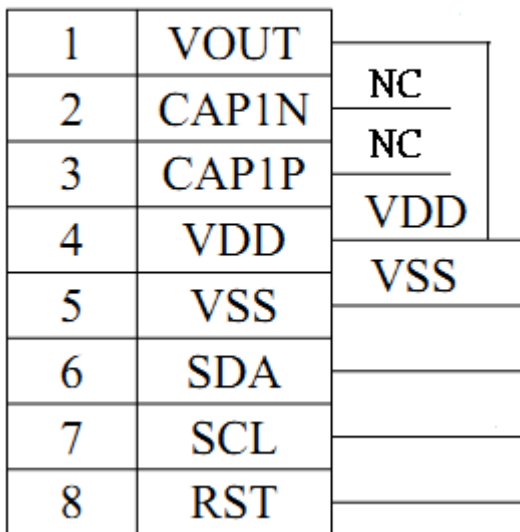 1 VOUT
NC
2 CAP1N
NC
3 CAP1P
VDD
4 VDD
VSS
5 VSS
6 SDA
7 SCL
8 RST